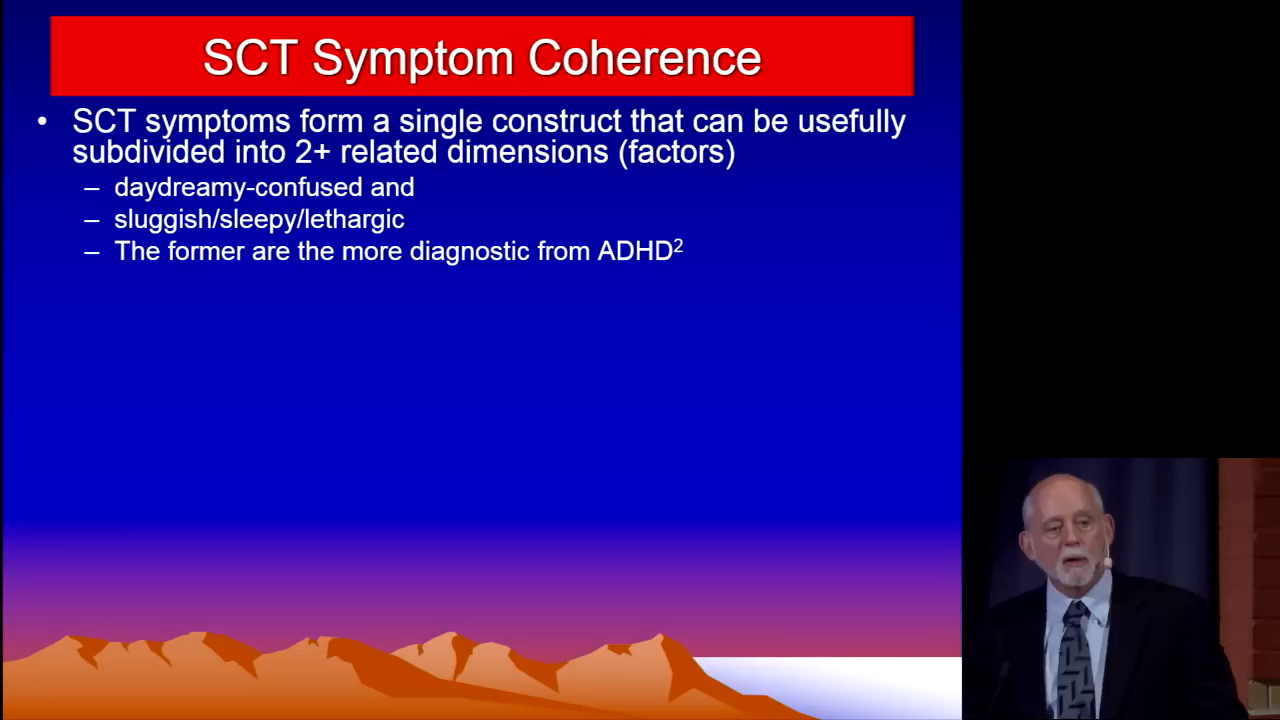 SCT Symptom Coherence
• SCT symptoms form a single construct that can be usefully
subdivided into 2+ related dimensions (factors)
– daydreamy-confused and
– sluggish/sleepy/lethargic
– The former are the more diagnostic from ADHD²